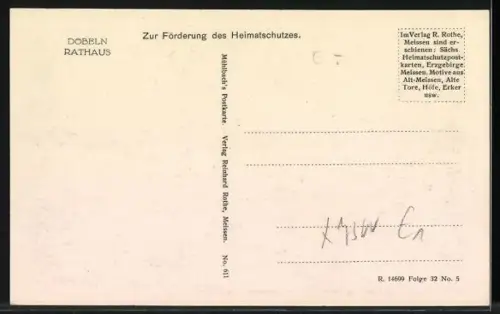 DÖBELN
RATHAUS
Zur Förderung des Heimatschutzes.
Im Verlag R. Rothe,
Meissen sind er-
schienen: Sächs
Heimatschutzpost-
karten, Erzgebirge
Meissen. Motive aus
Alt-Meissen, Alte
Tore, Höfe, Erker
usw.
Mühlbach's Postkarte. Verlag Reinhard Rothe, Meissen. No. 611
R. 14699 Folge 32 No. 5